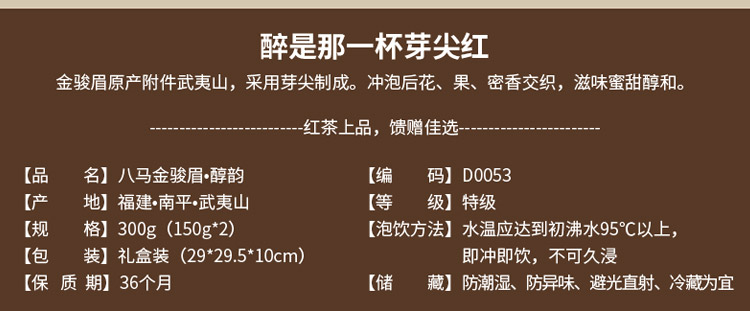 醉是那一杯芽尖红
金骏眉原产附件武夷山，采用芽尖制成。冲泡后花、果、密香交织，滋味蜜甜醇和。
--------------------------红茶上品，馈赠佳选------------------------
【品　　名】八马金骏眉•醇韵
【编　　码】D0053
【产　　地】福建•南平•武夷山
【等　　级】特级
【规　　格】300g（150g*2）
【泡饮方法】水温应达到初沸水95℃以上，
【包　　装】礼盒装（29*29.5*10cm）
即冲即饮，不可久浸
【保 质 期】36个月
【储　　藏】防潮湿、防异味、避光直射、冷藏为宜